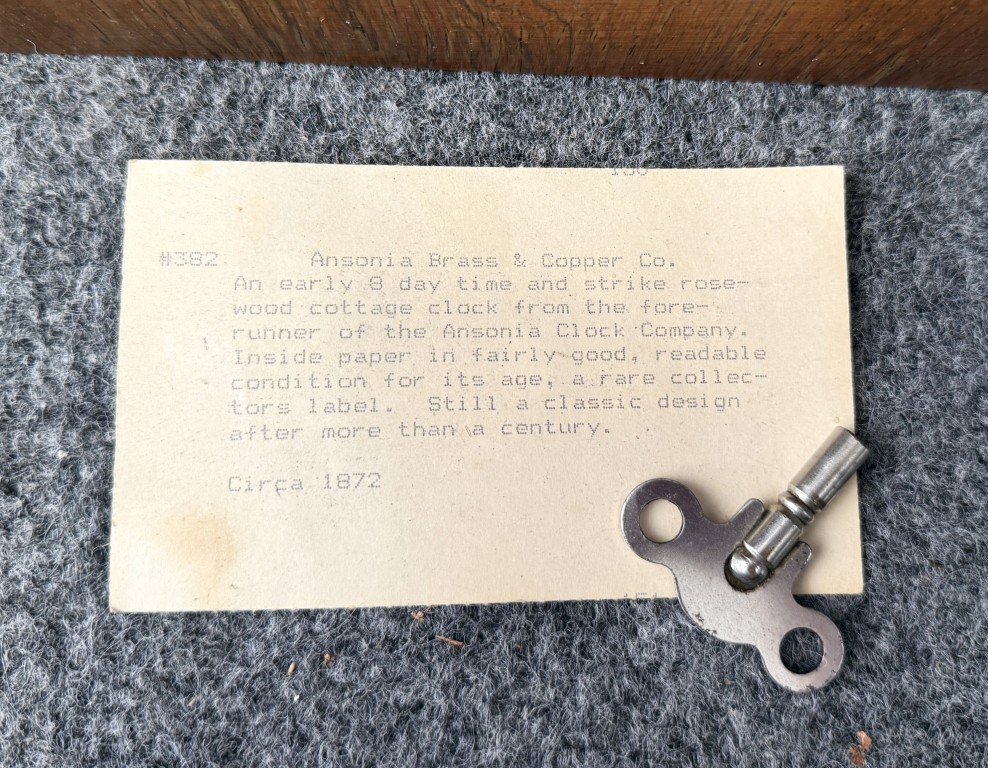 #382 Ansonia Brass & Copper Co.
An early 8 day time and strike rose-
wood cottage clock from the fore-
runner of the Ansonia Clock Company.
Inside paper in fairly good, readable
condition for its age, a rare collec-
tors label. Still a classic design
after more than a century.
Circa 1872